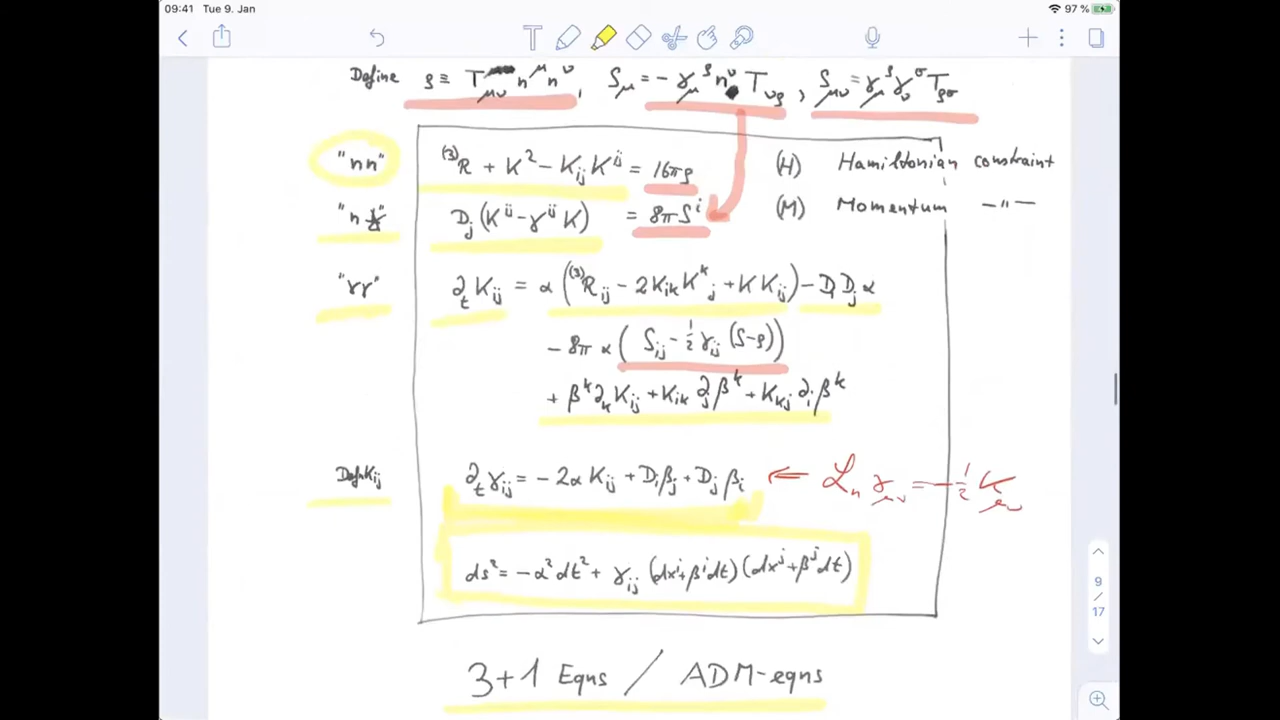 09:41 Tue 9. Jan 97 %
Define ρ ≡ T_μν n^μ n^ν, S_μ = - γ_μ^ρ n^ν T_νρ, S_μν = γ_μ^ρ γ_ν^σ T_ρσ
"nn" ⁽³⁾R + K² - K_ij K^ij = 16πρ (H) Hamiltonian constraint
"nγ" D_j (K^ij - γ^ij K) = 8π S^i (M) Momentum -"-
"γγ" ∂_t K_ij = α (⁽³⁾R_ij - 2K_ik K^k_j + K K_ij) - D_i D_j α
- 8π α ( S_ij - ½ γ_ij (S-ρ))
+ β^k ∂_k K_ij + K_ik ∂_j β^k + K_kj ∂_i β^k
Defn K_ij ∂_t γ_ij = - 2α K_ij + D_i β_j + D_j β_i ⇐ ℒ_n γ_μν = - ½ K_μν
ds² = - α² dt² + γ_ij (dx^i + β^i dt) (dx^j + β^j dt)
9
/
17
3+1 Eqns / ADM-eqns